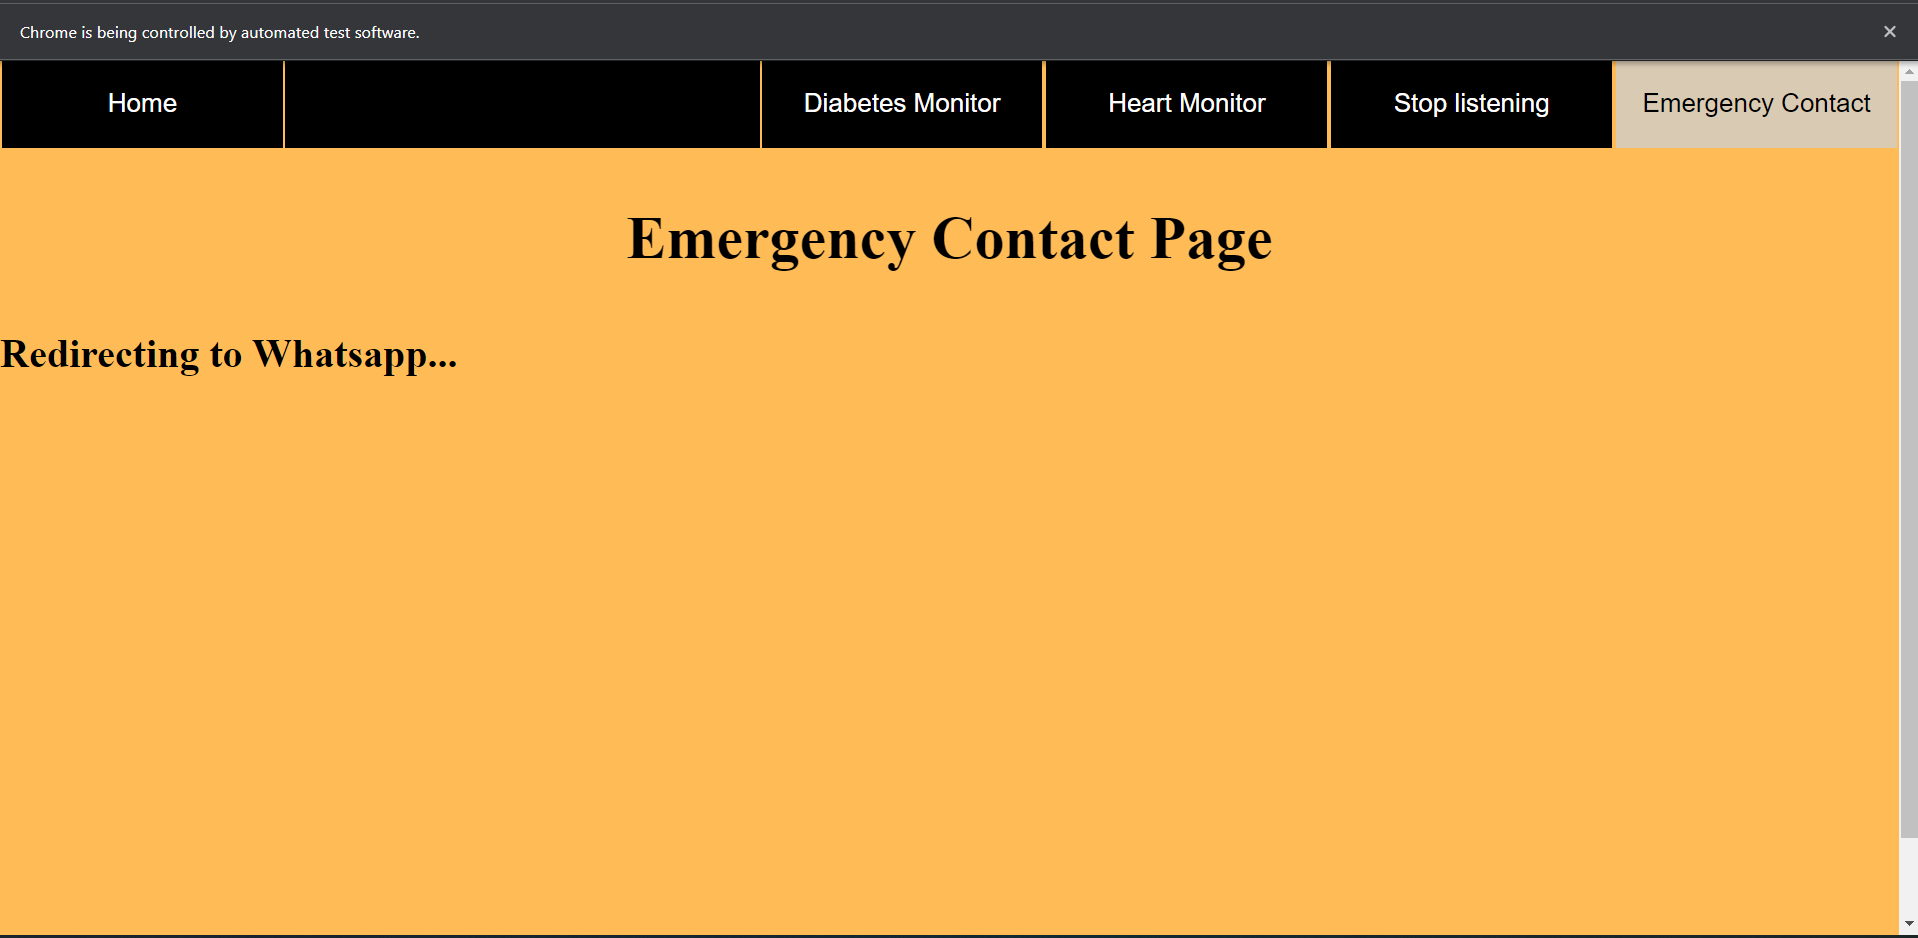 Chrome is being controlled by automated test software.
Home Diabetes Monitor Heart Monitor Stop listening Emergency Contact
Emergency Contact Page
Redirecting to Whatsapp...